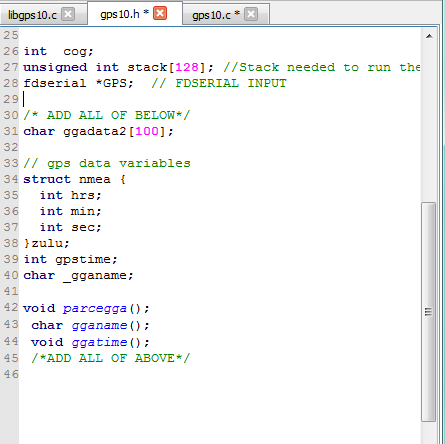 libgps10.c gps10.h * gps10.c *
25
26 int cog;
27 unsigned int stack[128]; //Stack needed to run the
28 fdserial *GPS; // FDSERIAL INPUT
29
30 /* ADD ALL OF BELOW*/
31 char ggadata2[100];
32
33 // gps data variables
34 struct nmea {
35 int hrs;
36 int min;
37 int sec;
38 }zulu;
39 int gpstime;
40 char _gganame;
41
42 void parcegga();
43 char gganame();
44 void ggatime();
45 /*ADD ALL OF ABOVE*/
46